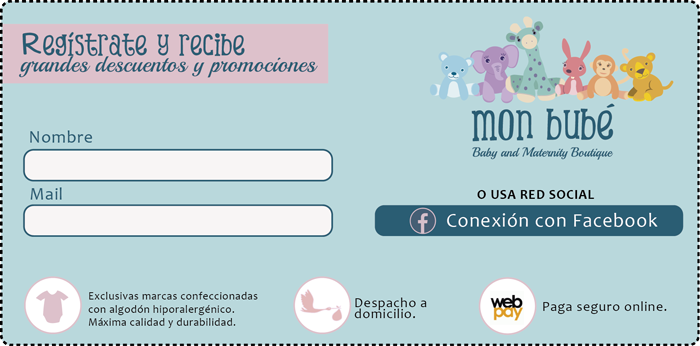 Regístrate y recibe
grandes descuentos y promociones
mon bubé
Baby and Maternity Boutique
Nombre
Mail
O USA RED SOCIAL
Conexión con Facebook
Exclusivas marcas confeccionadas
con algodón hiporalergénico.
Máxima calidad y durabilidad.
Despacho a
domicilio.
web
pay
Paga seguro online.